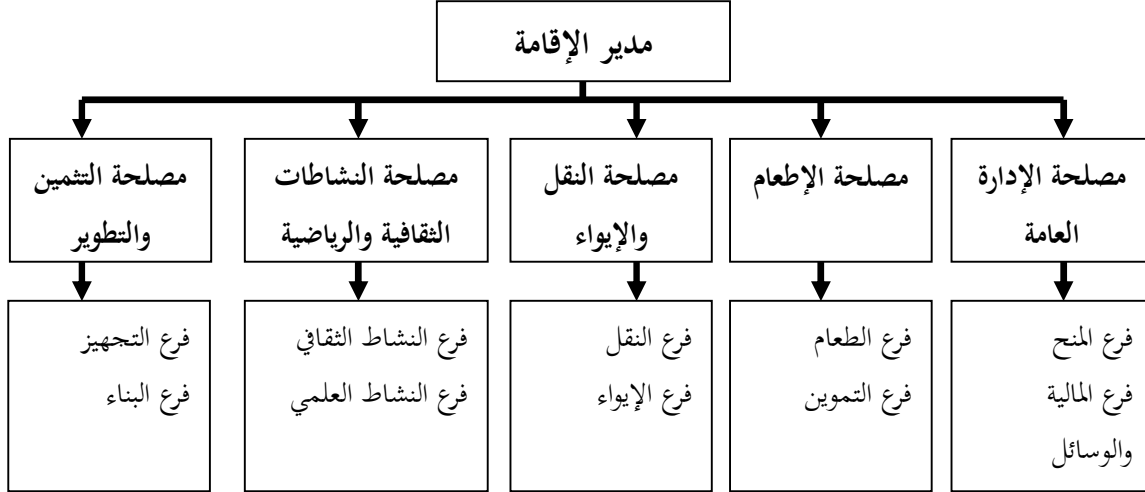 مدير الإقامة
مصلحة الإدارة
العامة
مصلحة الإطعام
مصلحة النقل
والإيواء
مصلحة النشاطات
الثقافية والرياضية
مصلحة التثمين
والتطوير
فرع المنح
فرع المالية
والوسائل
فرع الطعام
فرع التموين
فرع النقل
فرع الإيواء
فرع النشاط الثقافي
فرع النشاط العلمي
فرع التجهيز
فرع البناء